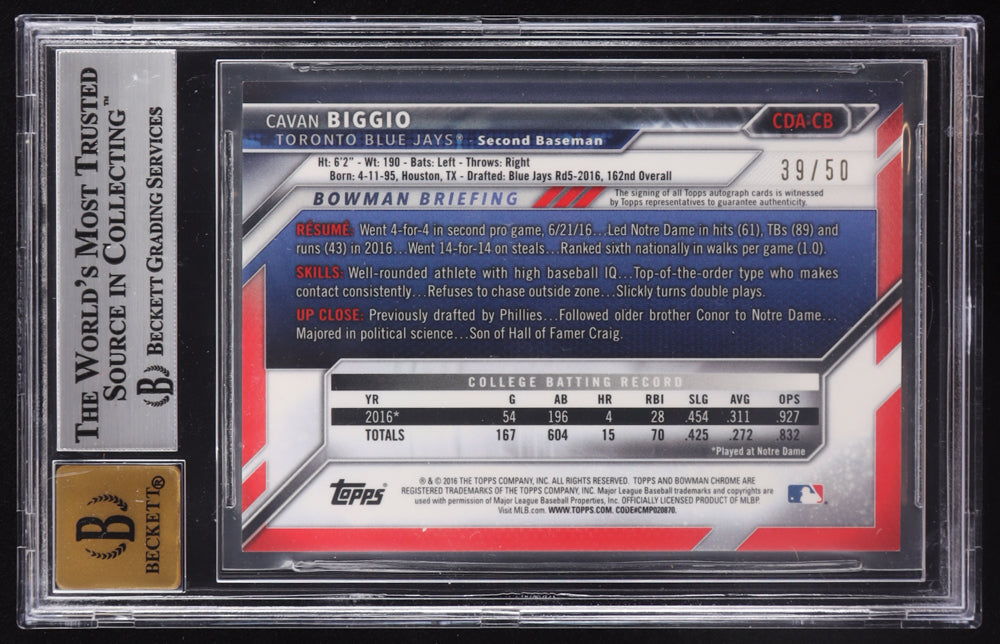 THE WORLD'S MOST TRUSTED
SOURCE IN COLLECTING™
B BECKETT GRADING SERVICES
B
BECKETT®
CAVAN BIGGIO
CDA-CB
TORONTO BLUE JAYS® - Second Baseman
39/50
Ht: 6'2" - Wt: 190 - Bats: Left - Throws: Right
Born: 4-11-95, Houston, TX - Drafted: Blue Jays Rd5-2016, 162nd Overall
BOWMAN BRIEFING
The signing of all Topps autograph cards is witnessed
by Topps representatives to guarantee authenticity.
RÉSUMÉ: Went 4-for-4 in second pro game, 6/21/16...Led Notre Dame in hits (61), TBs (89) and
runs (43) in 2016...Went 14-for-14 on steals...Ranked sixth nationally in walks per game (1.0).
SKILLS: Well-rounded athlete with high baseball IQ...Top-of-the-order type who makes
contact consistently...Refuses to chase outside zone...Slickly turns double plays.
UP CLOSE: Previously drafted by Phillies...Followed older brother Conor to Notre Dame...
Majored in political science...Son of Hall of Famer Craig.
COLLEGE BATTING RECORD
YR G AB HR RBI SLG AVG OPS
2016* 54 196 4 28 .454 .311 .927
TOTALS 167 604 15 70 .425 .272 .832
*Played at Notre Dame
Topps
® & © 2016 THE TOPPS COMPANY, INC. ALL RIGHTS RESERVED. TOPPS AND BOWMAN CHROME ARE
REGISTERED TRADEMARKS OF THE TOPPS COMPANY, INC. Major League Baseball trademarks and copyrights are
used with permission of Major League Baseball Properties, Inc. OFFICIALLY LICENSED PRODUCT OF MLBP
Visit MLB.com. WWW.TOPPS.COM. CODE#CMP020870.